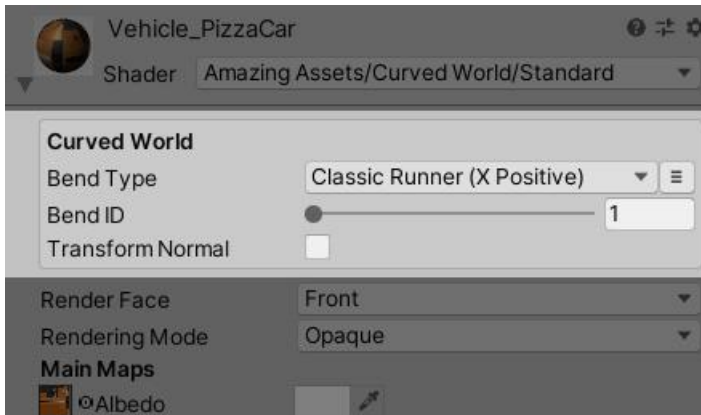 Vehicle_PizzaCar
Shader Amazing Assets/Curved World/Standard
Curved World
Bend Type Classic Runner (X Positive)
Bend ID 1
Transform Normal
Render Face Front
Rendering Mode Opaque
Main Maps
Albedo